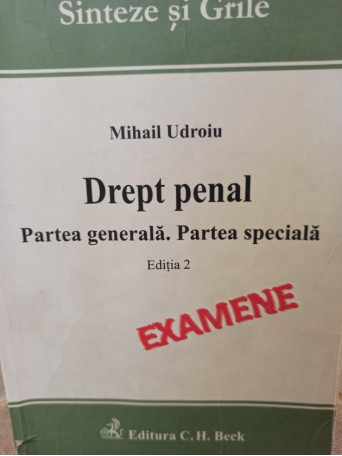 Sinteze și Grile
Mihail Udroiu
Drept penal
Partea generală. Partea specială
Ediția 2
EXAMENE
Editura C. H. Beck